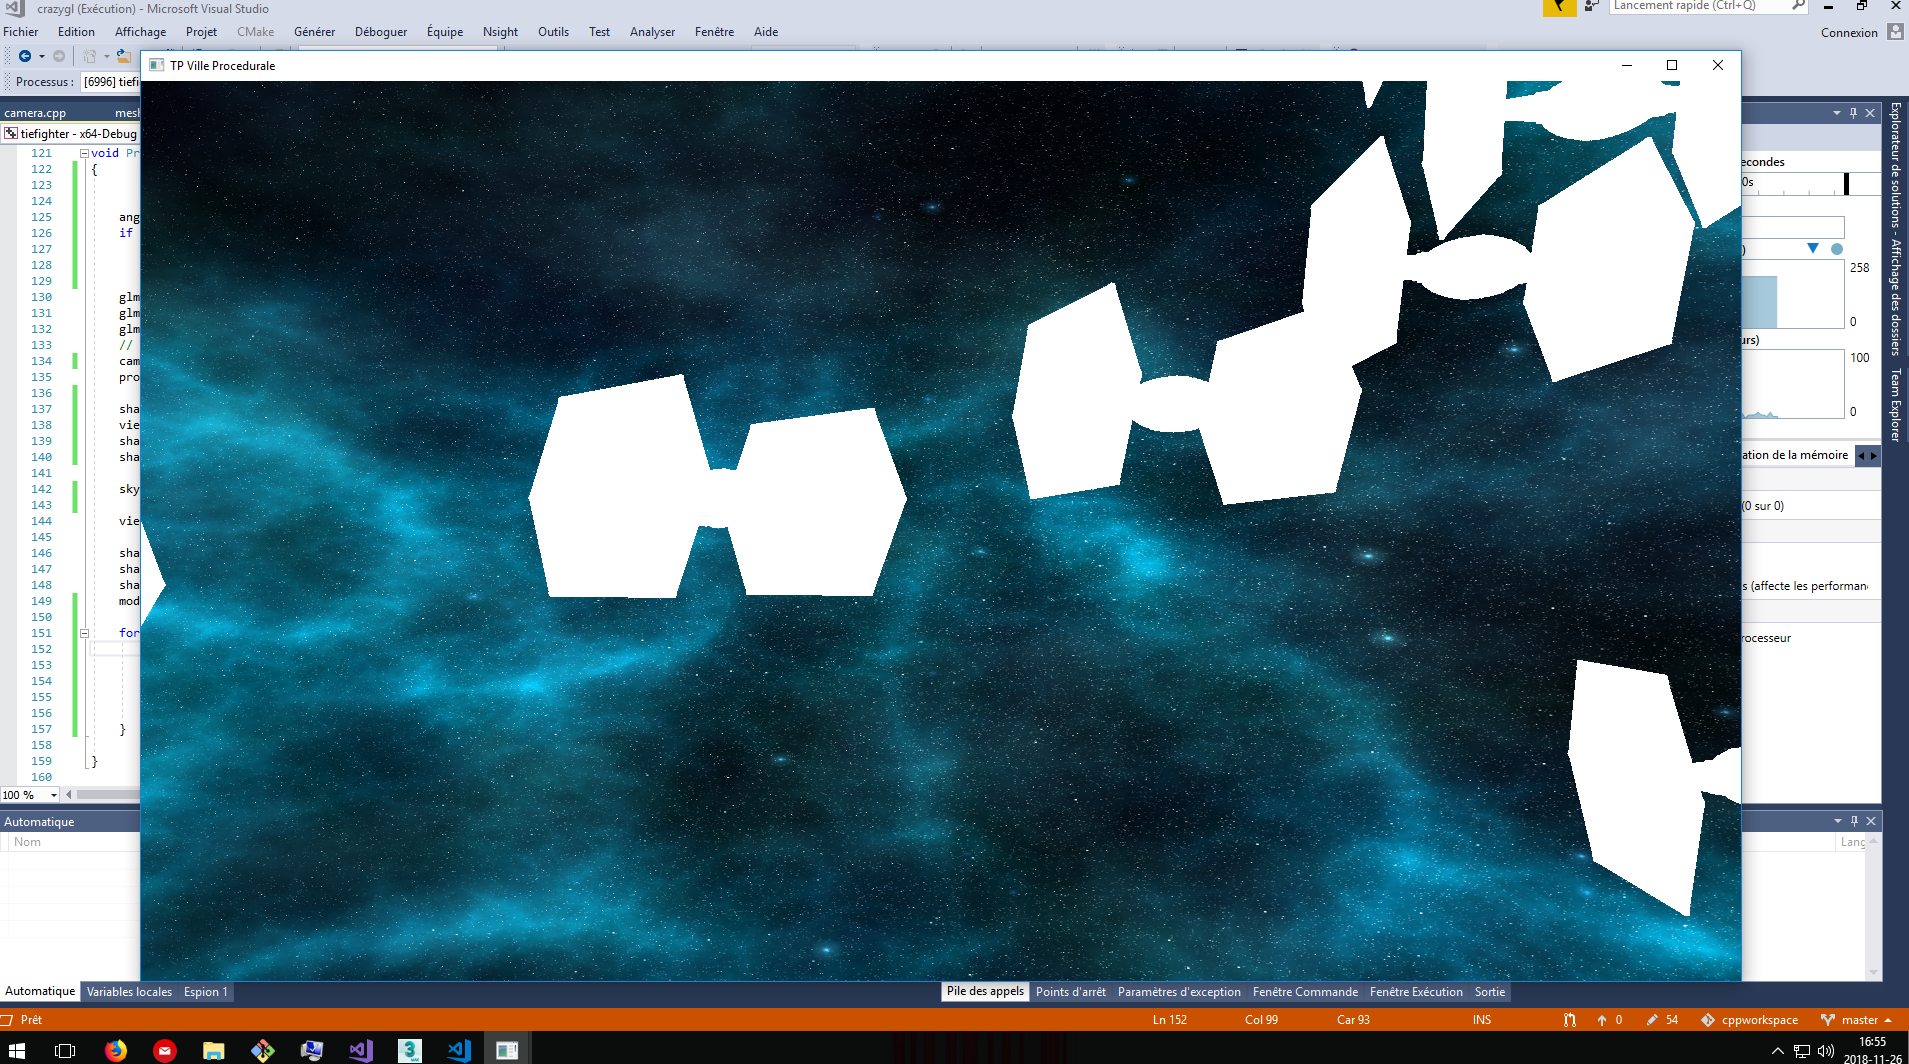 crazygl (Exécution) - Microsoft Visual Studio
Lancement rapide (Ctrl+Q)
Fichier Edition Affichage Projet CMake Générer Déboguer Équipe Nsight Outils Test Analyser Fenêtre Aide
Connexion
TP Ville Procedurale
Processus : [6996] tiefi
camera.cpp mesl
tiefighter - x64-Debug
121 void Pr
122 {
123
124
125 ang
126 if
127
128
129
130 glm
131 glm
132 glm
133 //
134 cam
135 pro
136
137 sha
138 vie
139 sha
140 sha
141
142 sky
143
144 vie
145
146 sha
147 sha
148 sha
149 mod
150
151 for
152
153
154
155
156
157 }
158
159 }
160
100 %
econdes
0s
258
0
urs)
100
0
ation de la mémoire
(0 sur 0)
s (affecte les performan
rocesseur
Explorateur de solutions - Affichage des dossiers
Team Explorer
Automatique
Nom
Lang
Automatique Variables locales Espion 1
Pile des appels Points d'arrêt Paramètres d'exception Fenêtre Commande Fenêtre Exécution Sortie
Prêt
Ln 152 Col 99 Car 93 INS 0 54 cppworkspace master
16:55
2018-11-26